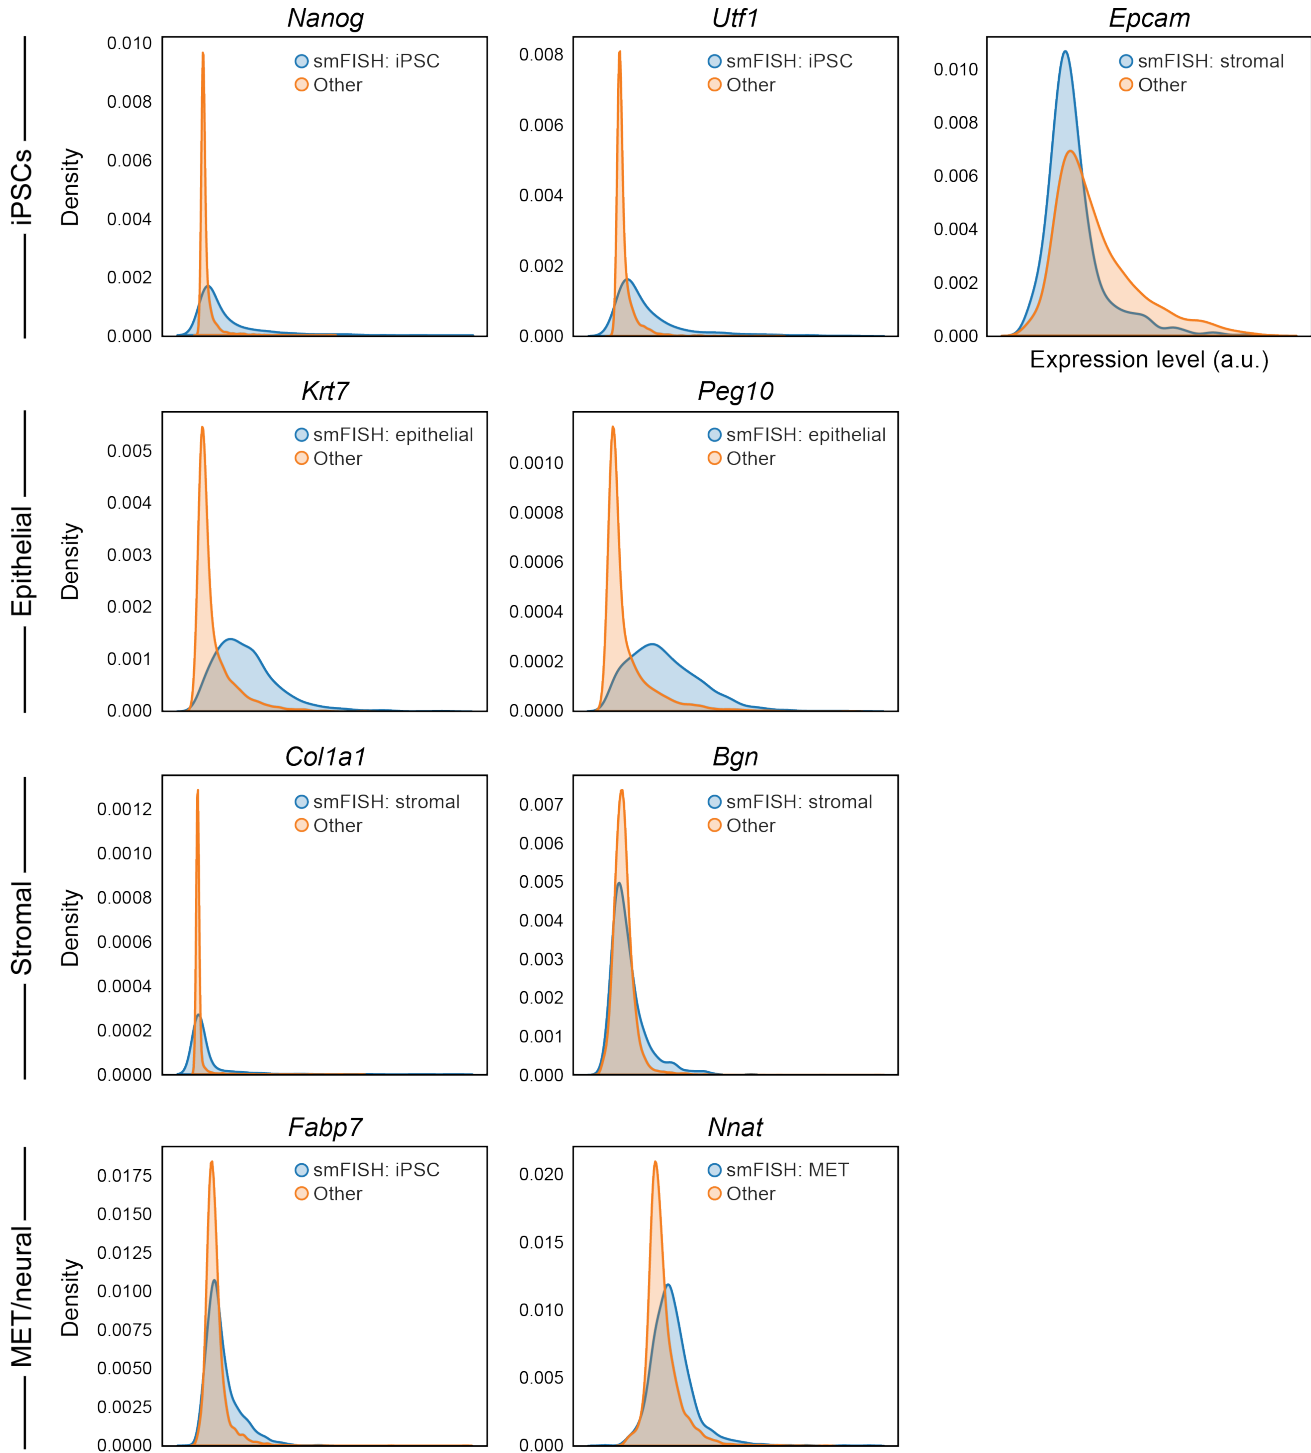 iPSCs
Nanog
Density
0.010
0.008
0.006
0.004
0.002
0.000
smFISH: iPSC
Other
Utf1
0.008
0.006
0.004
0.002
0.000
smFISH: iPSC
Other
Epcam
0.010
0.008
0.006
0.004
0.002
0.000
smFISH: stromal
Other
Expression level (a.u.)
Epithelial
Krt7
Density
0.005
0.004
0.003
0.002
0.001
0.000
smFISH: epithelial
Other
Peg10
0.0010
0.0008
0.0006
0.0004
0.0002
0.0000
smFISH: epithelial
Other
Stromal
Col1a1
Density
0.0012
0.0010
0.0008
0.0006
0.0004
0.0002
0.0000
smFISH: stromal
Other
Bgn
0.007
0.006
0.005
0.004
0.003
0.002
0.001
0.000
smFISH: stromal
Other
MET/neural
Fabp7
Density
0.0175
0.0150
0.0125
0.0100
0.0075
0.0050
0.0025
0.0000
smFISH: iPSC
Other
Nnat
0.020
0.015
0.010
0.005
0.000
smFISH: MET
Other